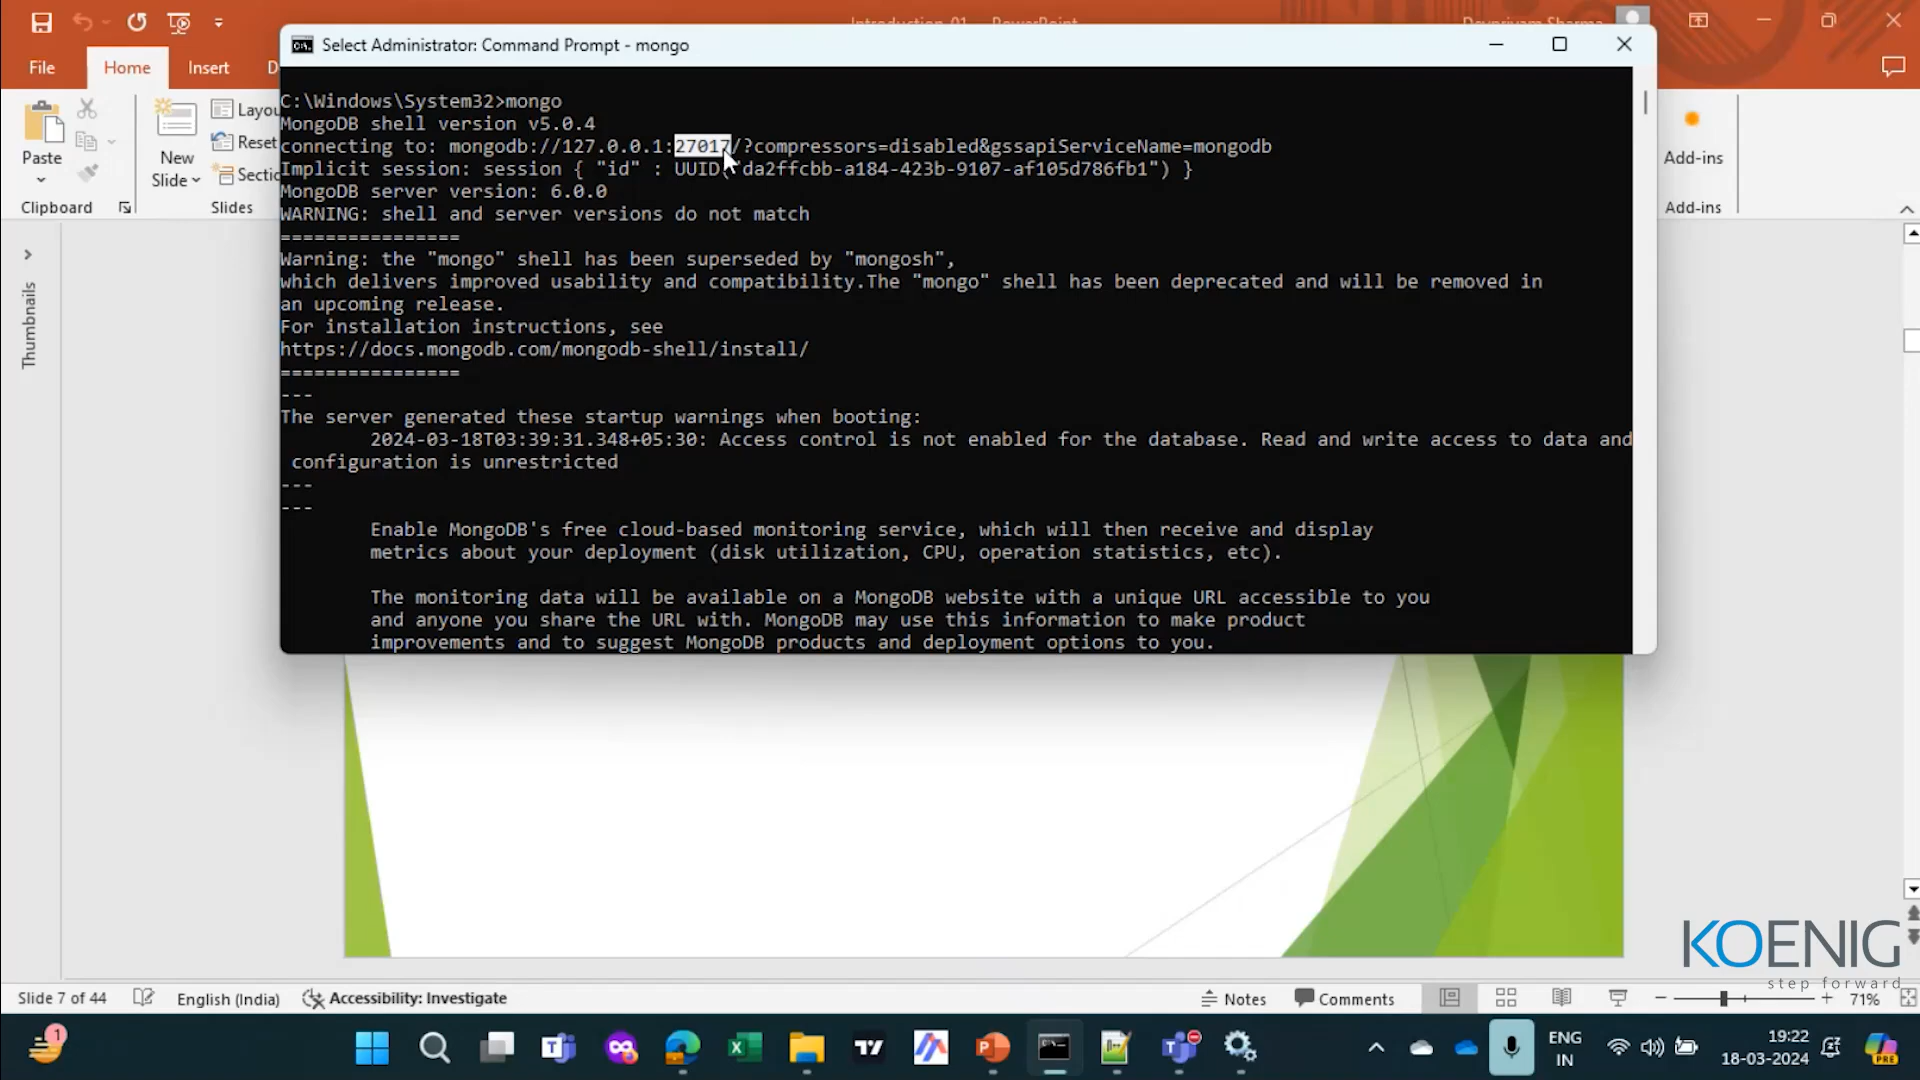 Introduction-01 - PowerPoint
Devpriyam Sharma
Select Administrator: Command Prompt - mongo
File
Home
Insert
D
C:\Windows\System32>mongo
MongoDB shell version v5.0.4
connecting to: mongodb://127.0.0.1:27017/?compressors=disabled&gssapiServiceName=mongodb
Implicit session: session { "id" : UUID("da2ffcbb-a184-423b-9107-af105d786fb1") }
MongoDB server version: 6.0.0
WARNING: shell and server versions do not match
================
Warning: the "mongo" shell has been superseded by "mongosh",
which delivers improved usability and compatibility.The "mongo" shell has been deprecated and will be removed in
an upcoming release.
For installation instructions, see
https://docs.mongodb.com/mongodb-shell/install/
================
---
The server generated these startup warnings when booting:
2024-03-18T03:39:31.348+05:30: Access control is not enabled for the database. Read and write access to data and
configuration is unrestricted
---
---
Enable MongoDB's free cloud-based monitoring service, which will then receive and display
metrics about your deployment (disk utilization, CPU, operation statistics, etc).
The monitoring data will be available on a MongoDB website with a unique URL accessible to you
and anyone you share the URL with. MongoDB may use this information to make product
improvements and to suggest MongoDB products and deployment options to you.
Paste
Clipboard
New
Slide
Layou
Reset
Sectio
Slides
Add-ins
Add-ins
Thumbnails
KOENIG
step forward
Slide 7 of 44
English (India)
Accessibility: Investigate
Notes
Comments
71%
1
ENG
IN
19:22
18-03-2024
PRE